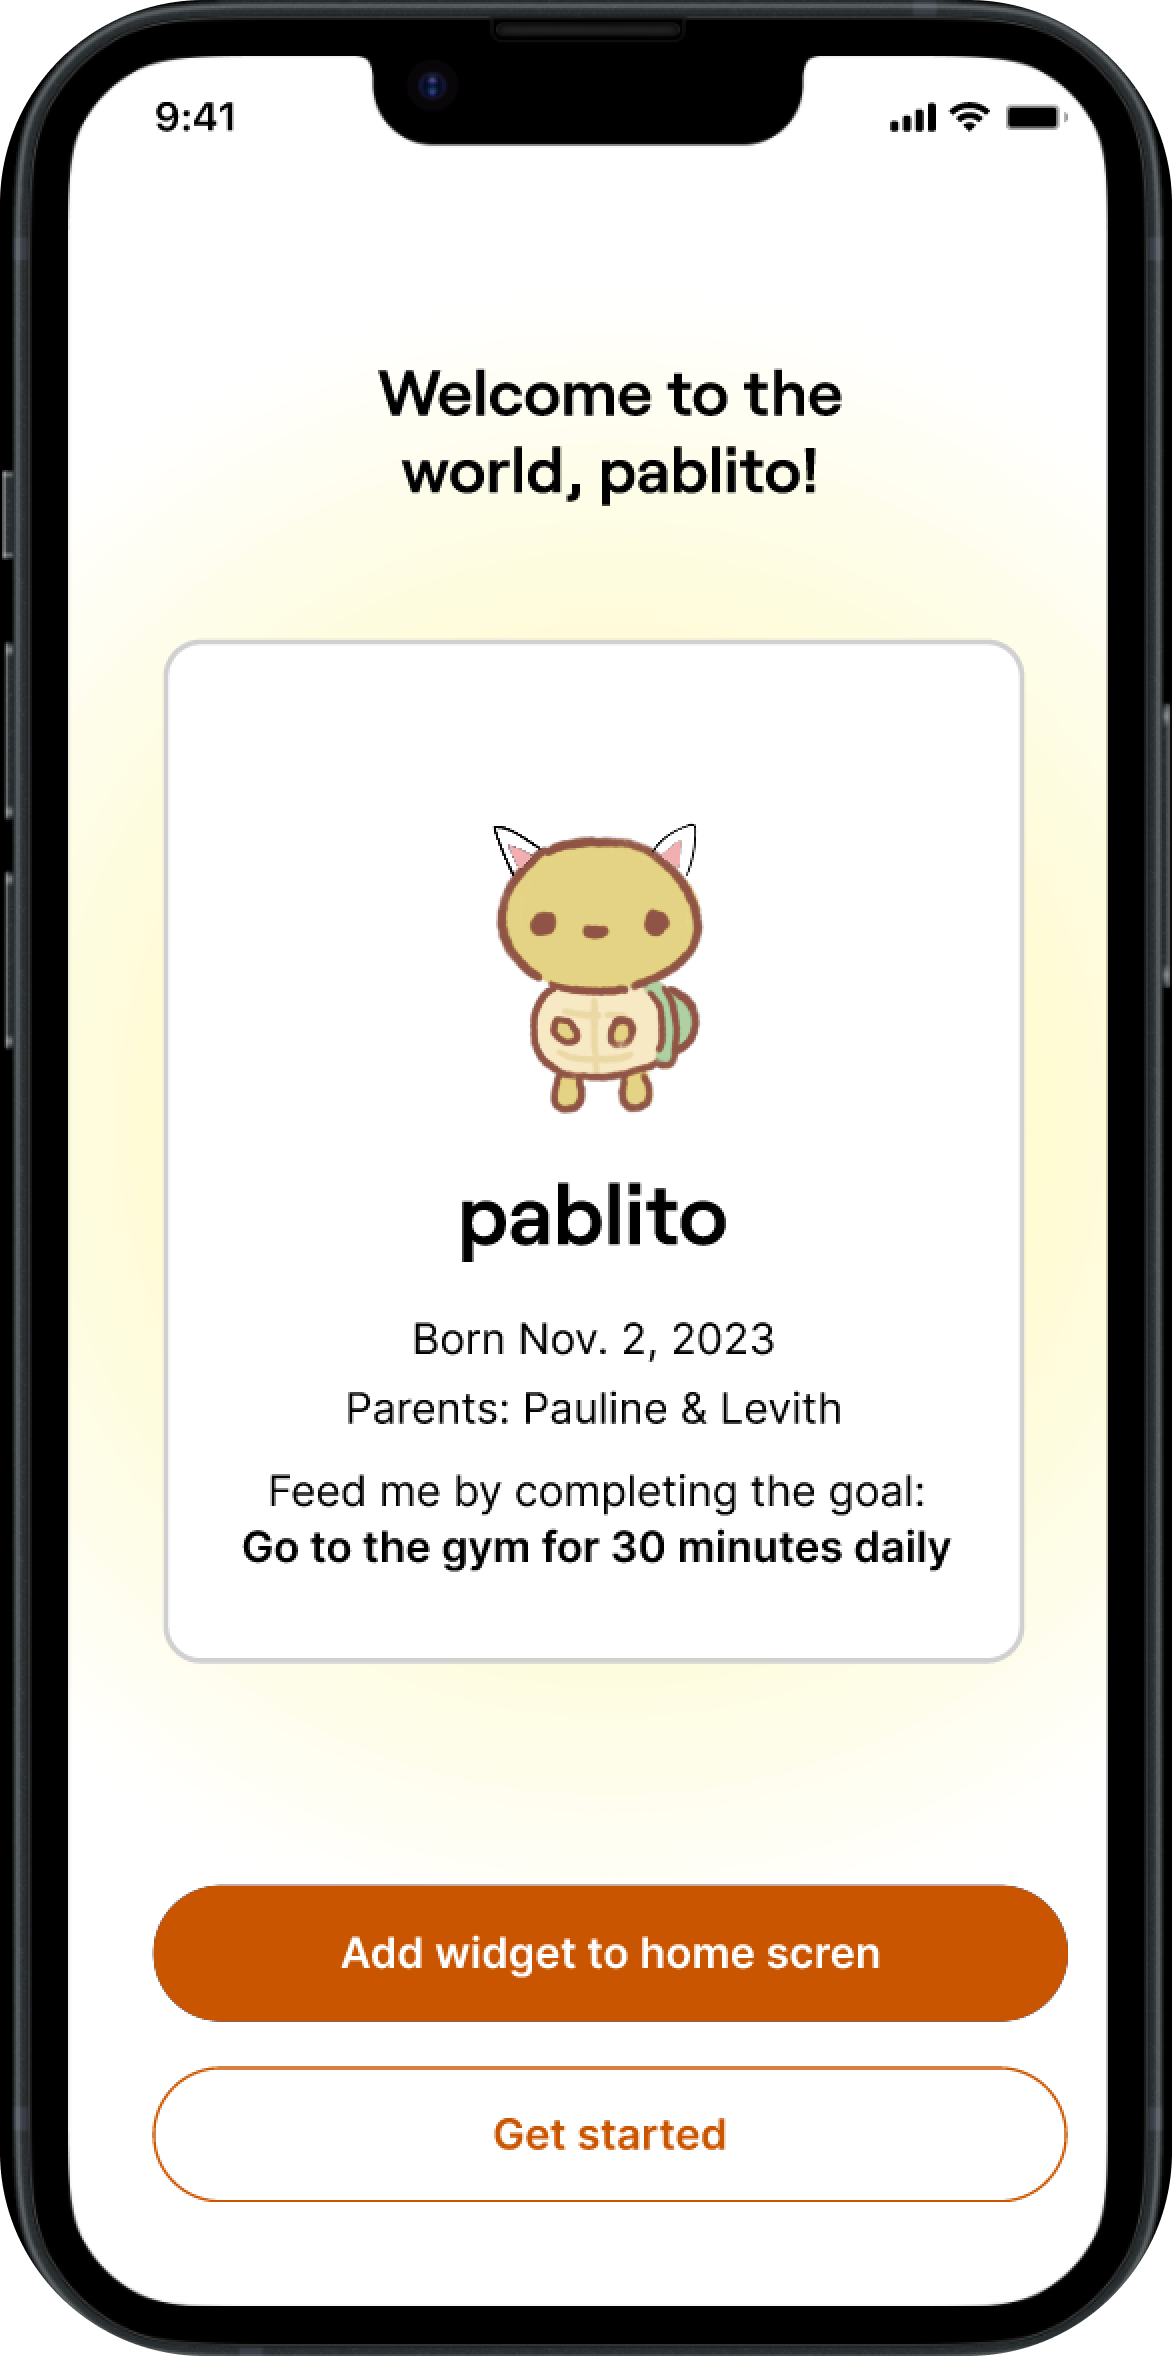 9:41
Welcome to the
world, pablito!
pablito
Born Nov. 2, 2023
Parents: Pauline & Levith
Feed me by completing the goal:
Go to the gym for 30 minutes daily
Add widget to home scren
Get started